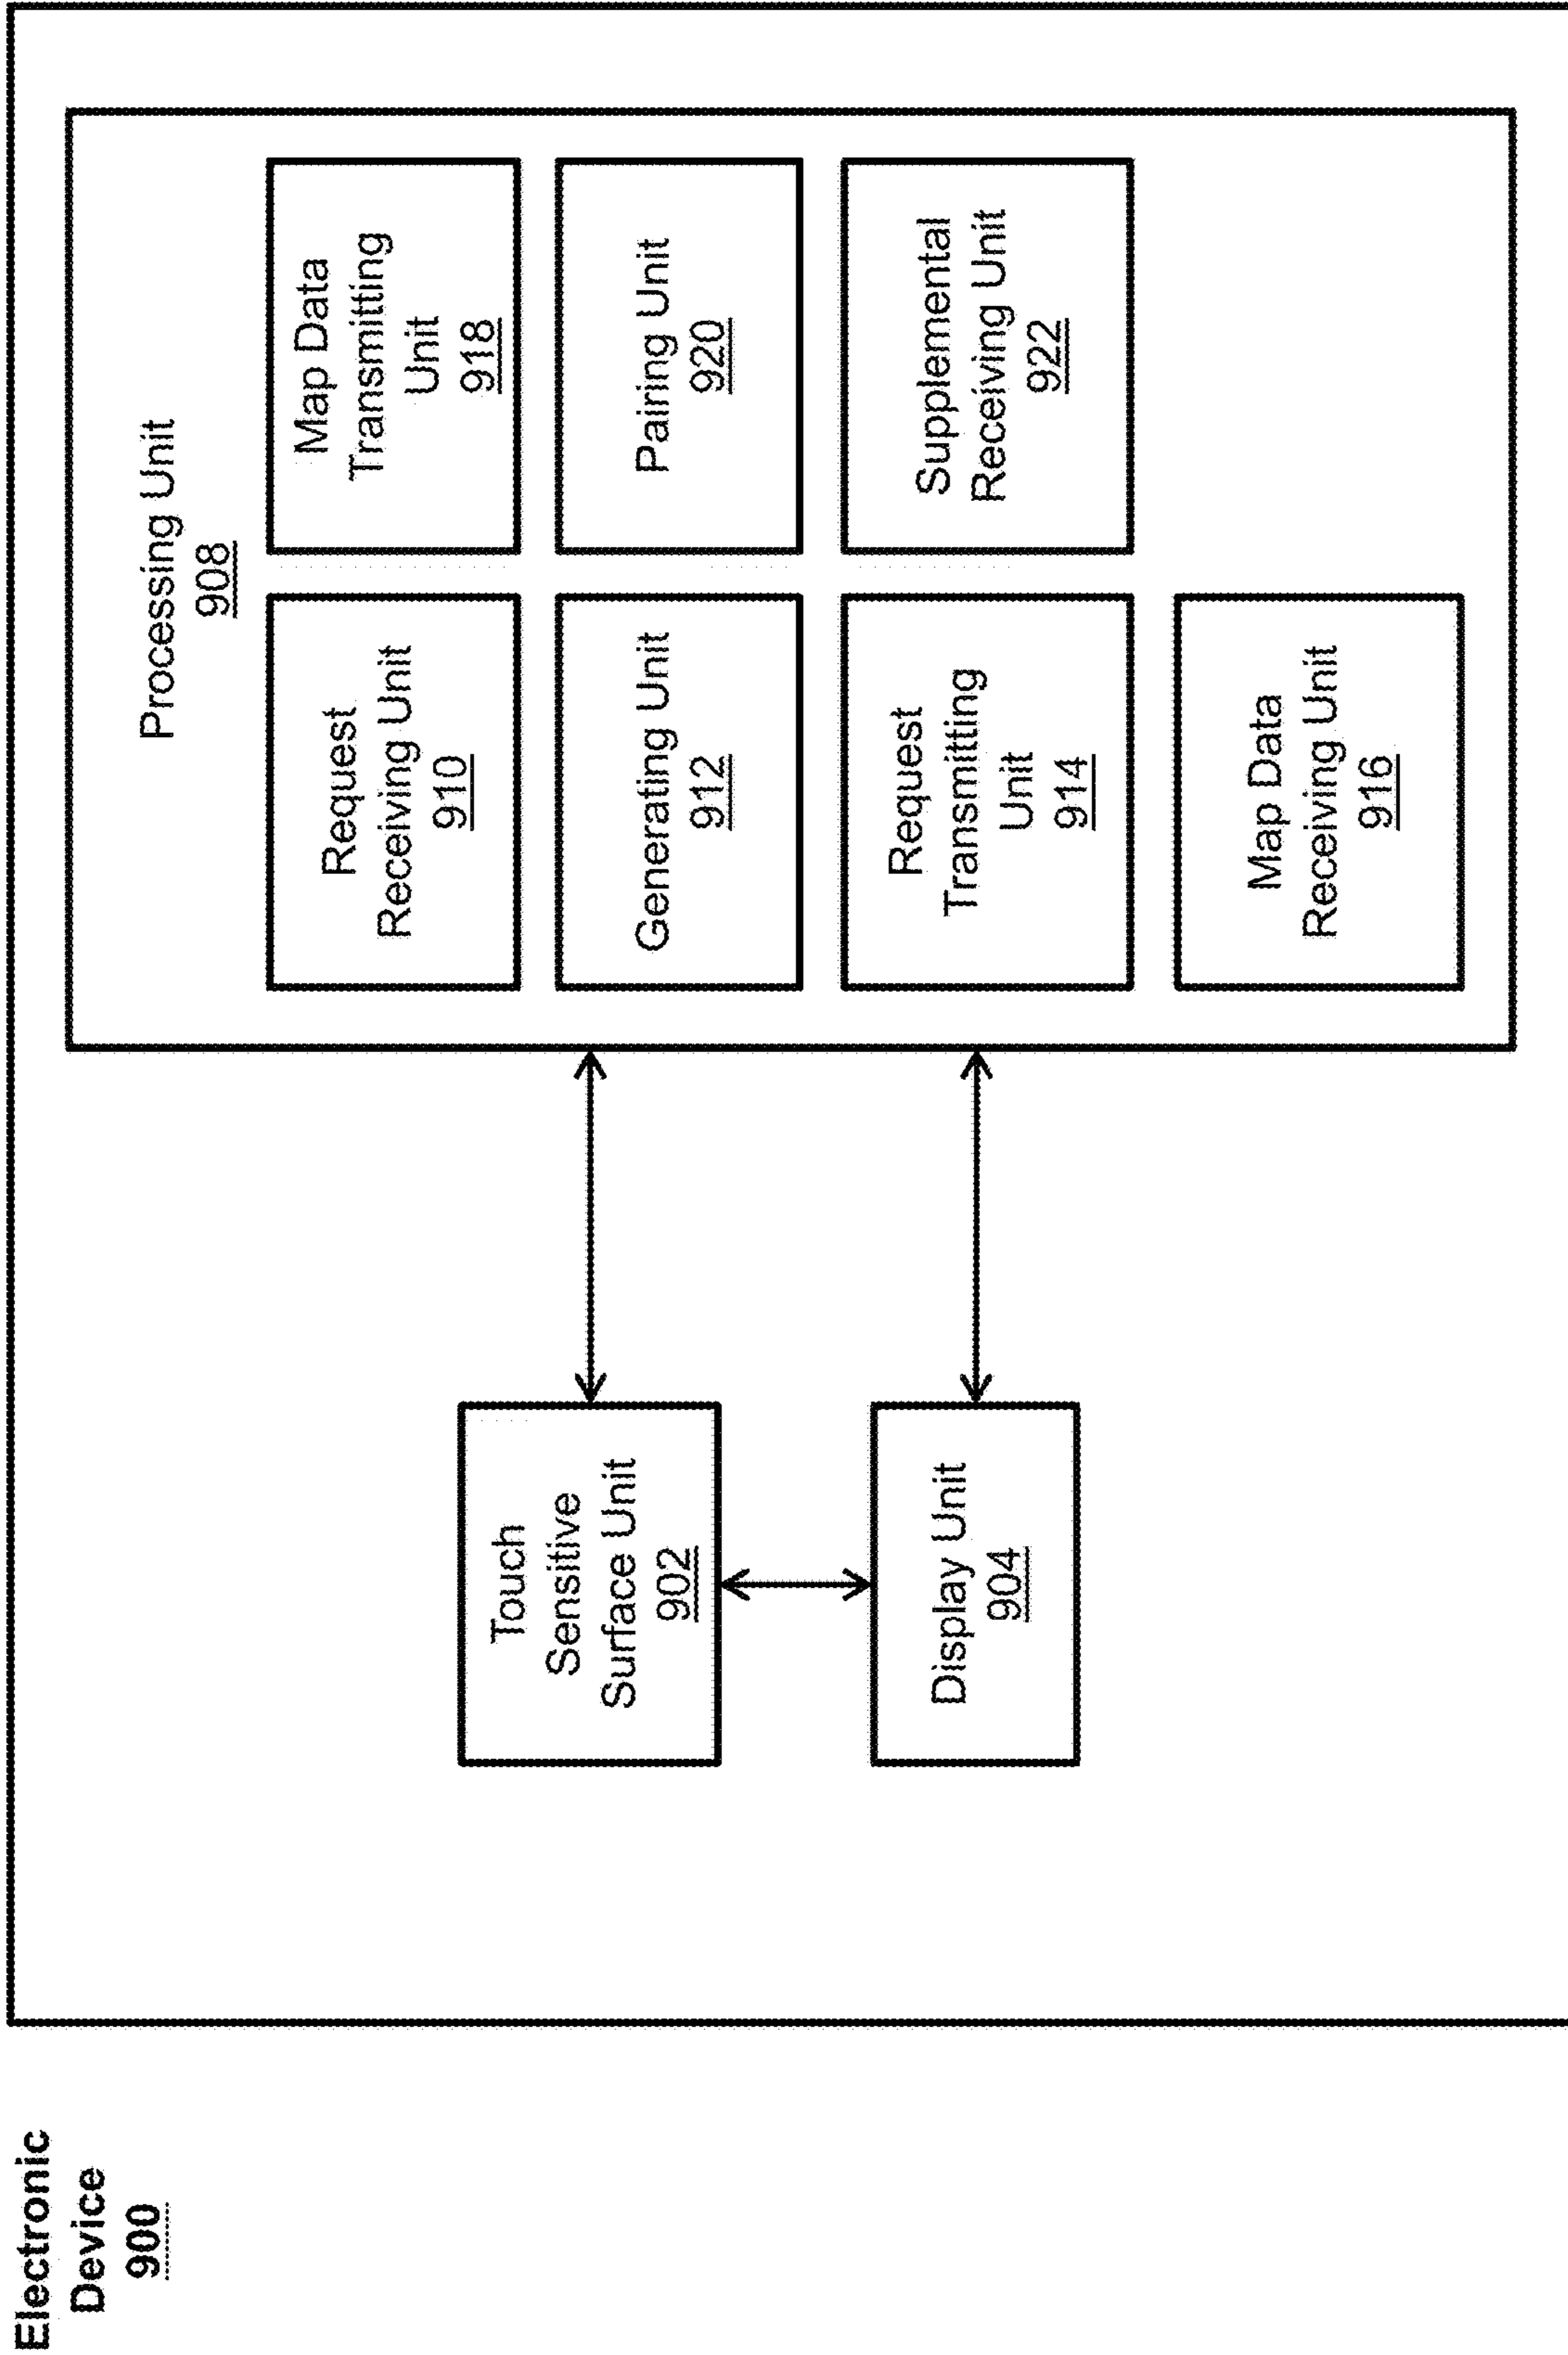 Electronic
Device
900
Touch
Sensitive
Surface Unit
902
Display Unit
904
Processing Unit
908
Request
Receiving Unit
910
Map Data
Transmitting
Unit
918
Generating Unit
912
Pairing Unit
920
Request
Transmitting
Unit
914
Supplemental
Receiving Unit
922
Map Data
Receiving Unit
916